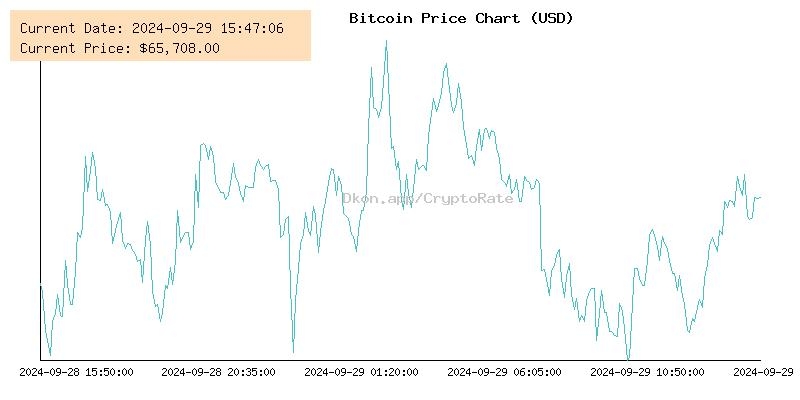 Bitcoin Price Chart (USD)
Current Date: 2024-09-29 15:47:06
Current Price: $65,708.00
Dkon.app/CryptoRate
2024-09-28 15:50:00 2024-09-28 20:35:00 2024-09-29 01:20:00 2024-09-29 06:05:00 2024-09-29 10:50:00 2024-09-29